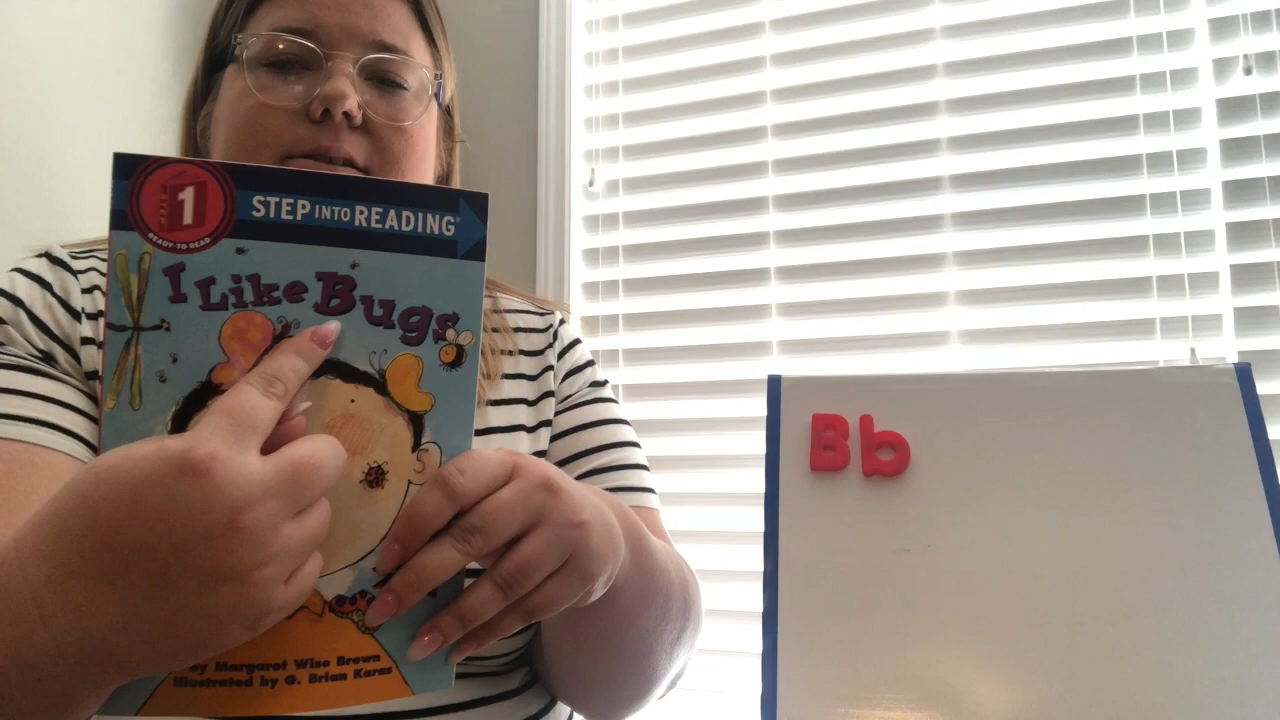 1
READY-TO-READ
STEP INTO READING®
I Like Bugs
by Margaret Wise Brown
illustrated by G. Brian Karas
Bb